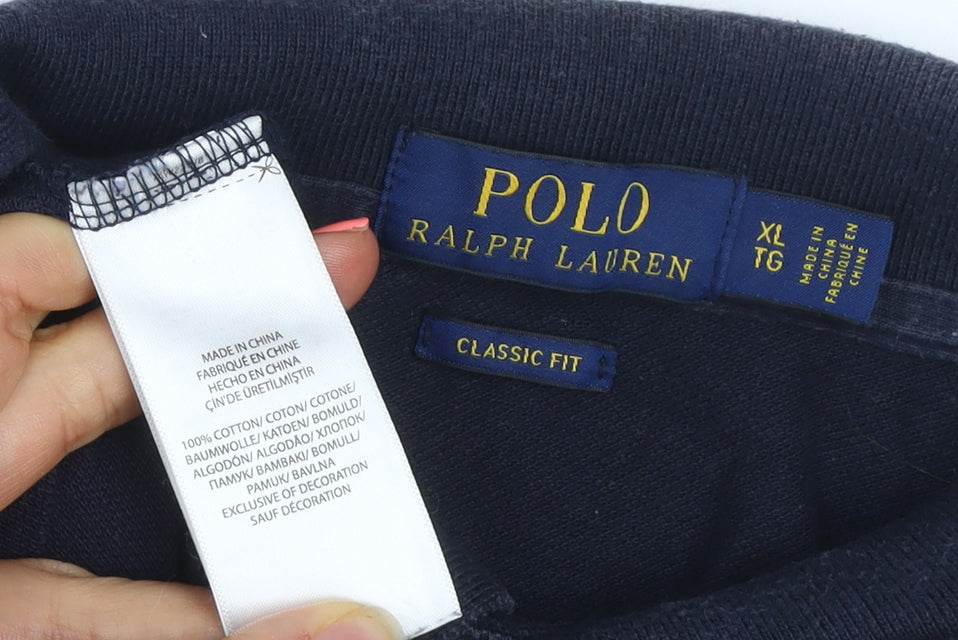 POLO
RALPH LAUREN
XL
TG
MADE IN
CHINA
FABRIQUÉ EN
CHINE
CLASSIC FIT
MADE IN CHINA
FABRIQUÉ EN CHINE
HECHO EN CHINA
ÇİN'DE ÜRETİLMİŞTİR
100% COTTON/ COTON/ COTONE/
BAUMWOLLE/ KATOEN/ BOMULD/
ALGODÓN/ ALGODÃO/ ХЛОПОК/
ПАМУК/ ΒΑΜΒΑΚΙ/ BOMULL/
PAMUK/ BAVLNA
EXCLUSIVE OF DECORATION
SAUF DÉCORATION